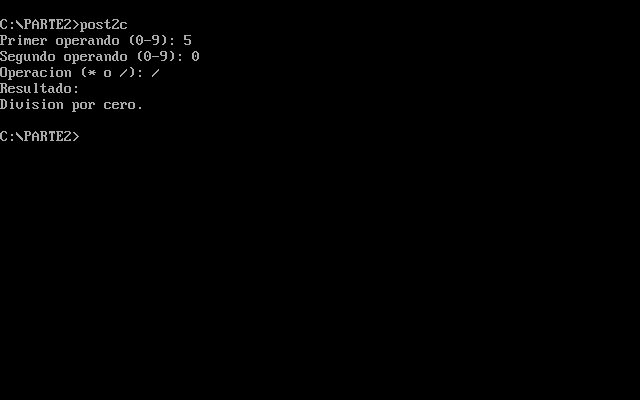 C:\PARTE2>post2c
Primer operando (0-9): 5
Segundo operando (0-9): 0
Operacion (* o /): /
Resultado:
Division por cero.
C:\PARTE2>